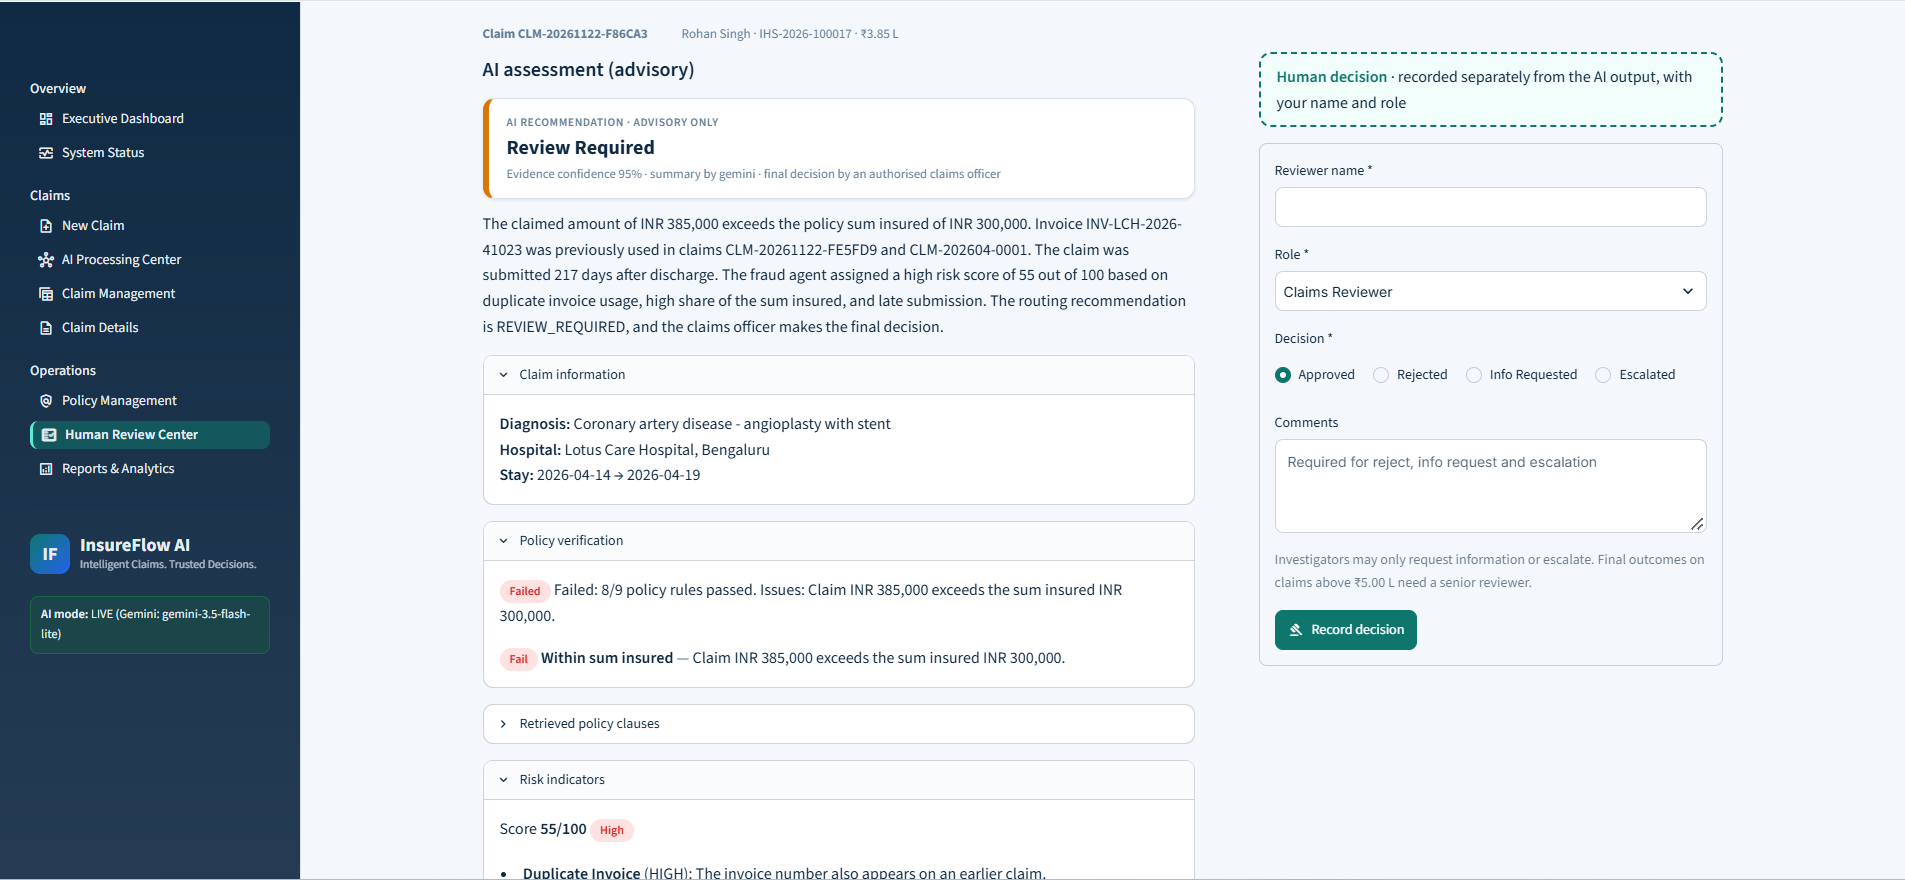 Overview
Executive Dashboard
System Status
Claims
New Claim
AI Processing Center
Claim Management
Claim Details
Operations
Policy Management
Human Review Center
Reports & Analytics
IF
InsureFlow AI
Intelligent Claims. Trusted Decisions.
AI mode: LIVE (Gemini: gemini-3.5-flash-
lite)
Claim CLM-20261122-F86CA3 Rohan Singh · IHS-2026-100017 · ₹3.85 L
AI assessment (advisory)
AI RECOMMENDATION · ADVISORY ONLY
Review Required
Evidence confidence 95% · summary by gemini · final decision by an authorised claims officer
The claimed amount of INR 385,000 exceeds the policy sum insured of INR 300,000. Invoice INV-LCH-2026-
41023 was previously used in claims CLM-20261122-FE5FD9 and CLM-202604-0001. The claim was
submitted 217 days after discharge. The fraud agent assigned a high risk score of 55 out of 100 based on
duplicate invoice usage, high share of the sum insured, and late submission. The routing recommendation
is REVIEW_REQUIRED, and the claims officer makes the final decision.
Claim information
Diagnosis: Coronary artery disease - angioplasty with stent
Hospital: Lotus Care Hospital, Bengaluru
Stay: 2026-04-14 → 2026-04-19
Policy verification
Failed Failed: 8/9 policy rules passed. Issues: Claim INR 385,000 exceeds the sum insured INR
300,000.
Fail Within sum insured — Claim INR 385,000 exceeds the sum insured INR 300,000.
Retrieved policy clauses
Risk indicators
Score 55/100 High
• Duplicate Invoice (HIGH): The invoice number also appears on an earlier claim.
Human decision · recorded separately from the AI output, with
your name and role
Reviewer name *
Role *
Claims Reviewer
Decision *
Approved Rejected Info Requested Escalated
Comments
Required for reject, info request and escalation
Investigators may only request information or escalate. Final outcomes on
claims above ₹5.00 L need a senior reviewer.
Record decision